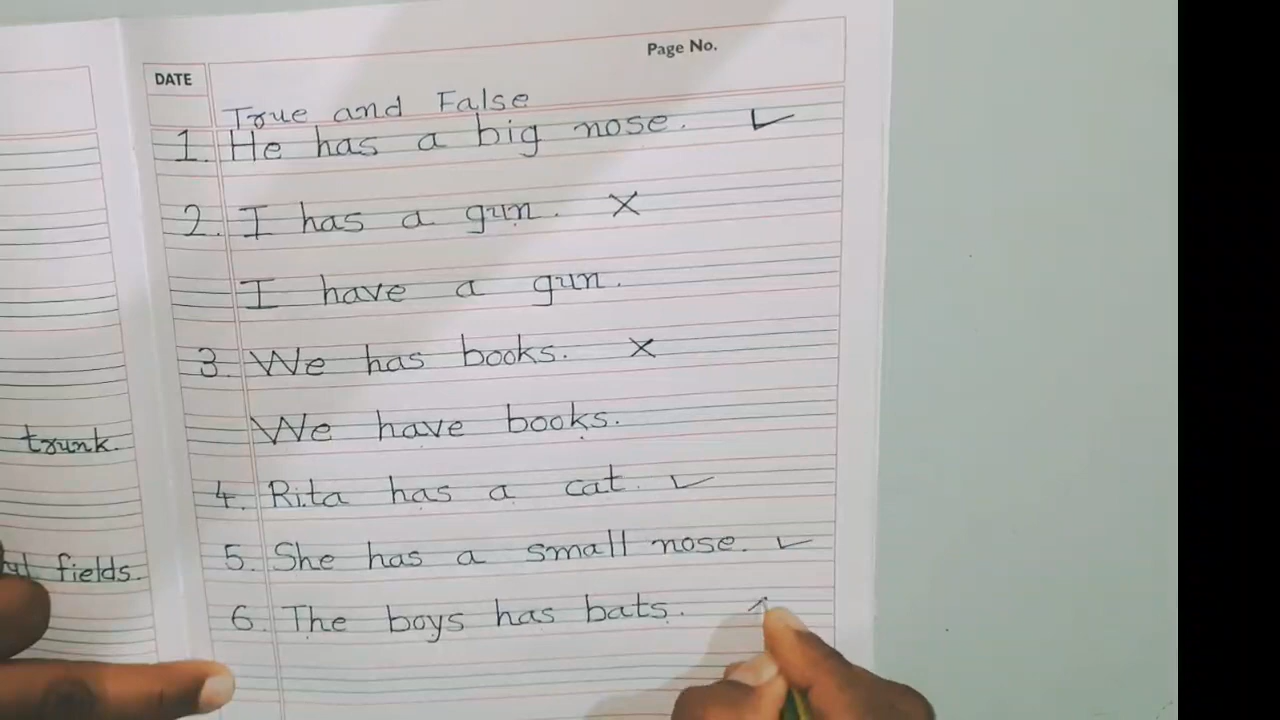 Page No.
DATE
True and False
1. He has a big nose. ✓
2. I has a gun. ✗
I have a gun.
3. We has books. ✗
We have books.
trunk.
4. Rita has a cat. ✓
5. She has a small nose. ✓
fields.
6. The boys has bats.